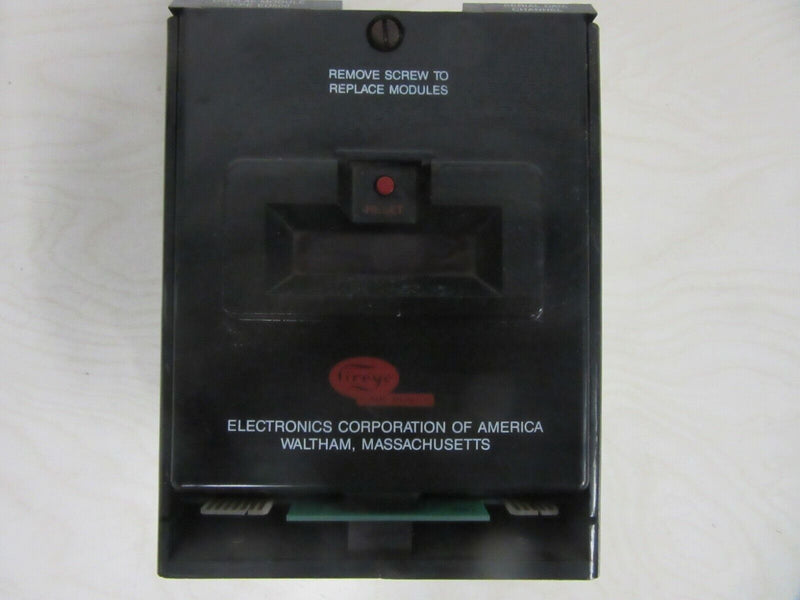 REMOVE SCREW TO
REPLACE MODULES
RESET
fireye
ELECTRONICS CORPORATION OF AMERICA
WALTHAM, MASSACHUSETTS